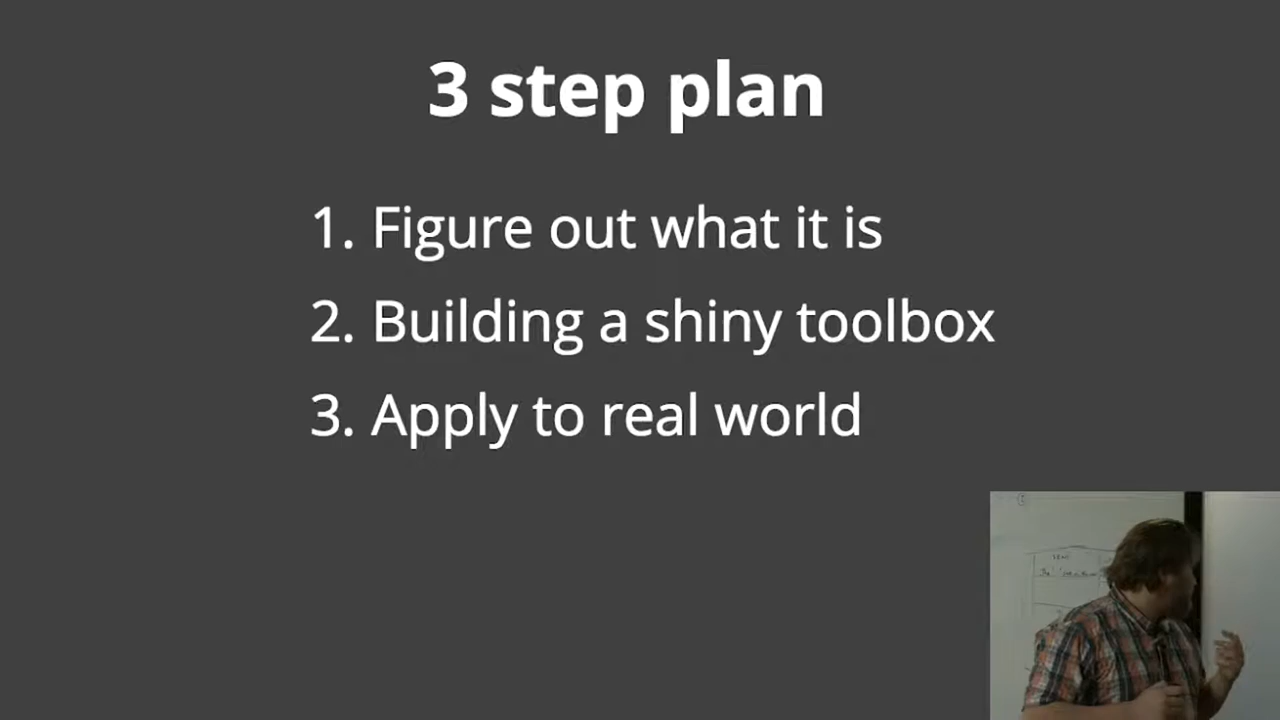 3 step plan
1. Figure out what it is
2. Building a shiny toolbox
3. Apply to real world